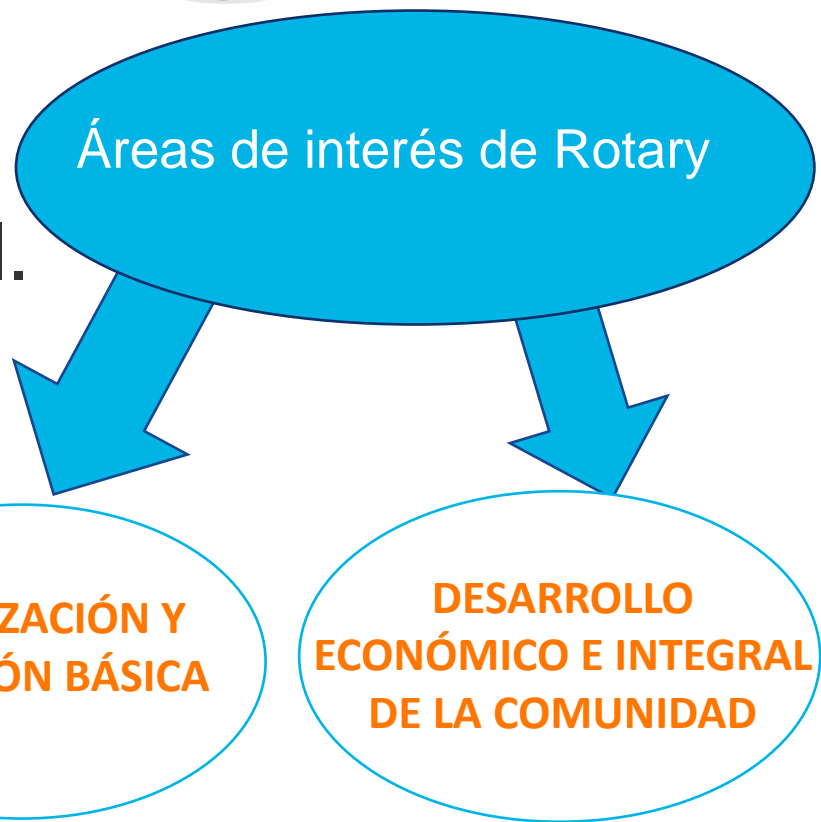 Áreas de interés de Rotary
l.
ZACIÓN Y
ÓN BÁSICA
DESARROLLO
ECONÓMICO E INTEGRAL
DE LA COMUNIDAD